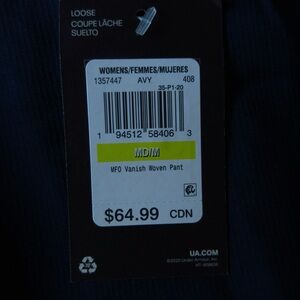 LOOSE
COUPE LÂCHE
SUELTO
WOMENS/FEMMES/MUJERES
1357447 AVY 408
35-P1-20
1 94512 58406 3
MD/M
MFO Vanish Woven Pant
$64.99 CDN
UA.COM